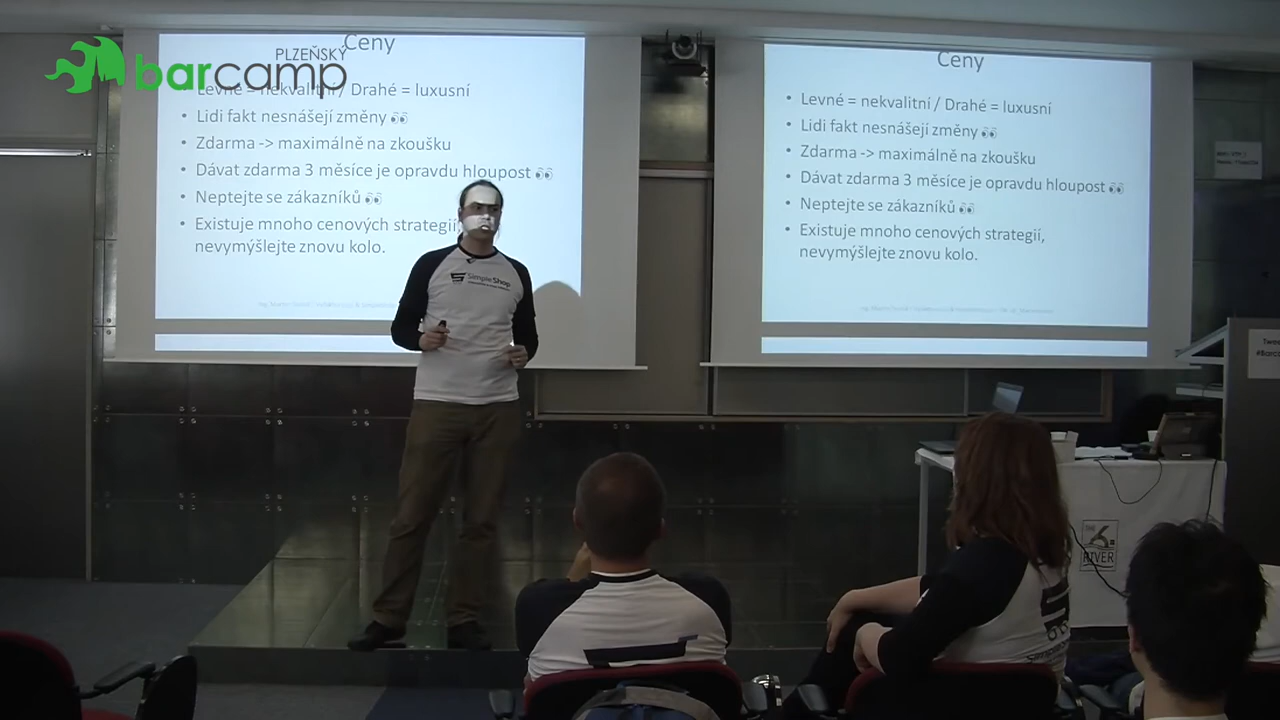 PLZEŇSKÝ
barcamp
Ceny
Levné = nekvalitní / Drahé = luxusní
Lidi fakt nesnášejí změny 👀
Zdarma -> maximálně na zkoušku
Dávat zdarma 3 měsíce je opravdu hloupost 👀
Neptejte se zákazníků 👀
Existuje mnoho cenových strategií,
nevymýšlejte znovu kolo.
Ceny
Levné = nekvalitní / Drahé = luxusní
Lidi fakt nesnášejí změny 👀
Zdarma -> maximálně na zkoušku
Dávat zdarma 3 měsíce je opravdu hloupost 👀
Neptejte se zákazníků 👀
Existuje mnoho cenových strategií,
nevymýšlejte znovu kolo.
SimpleShop
THE
RIVER